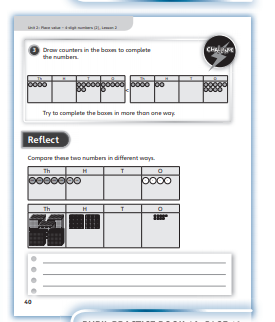 Unit 2: Place value – 4-digit numbers (2), Lesson 2
3 Draw counters in the boxes to complete
the numbers.
CHALLENGE
Th H T O < Th H T O
Try to complete the boxes in more than one way.
Reflect
Compare these two numbers in different ways.
Th H T O
Th H T O
40